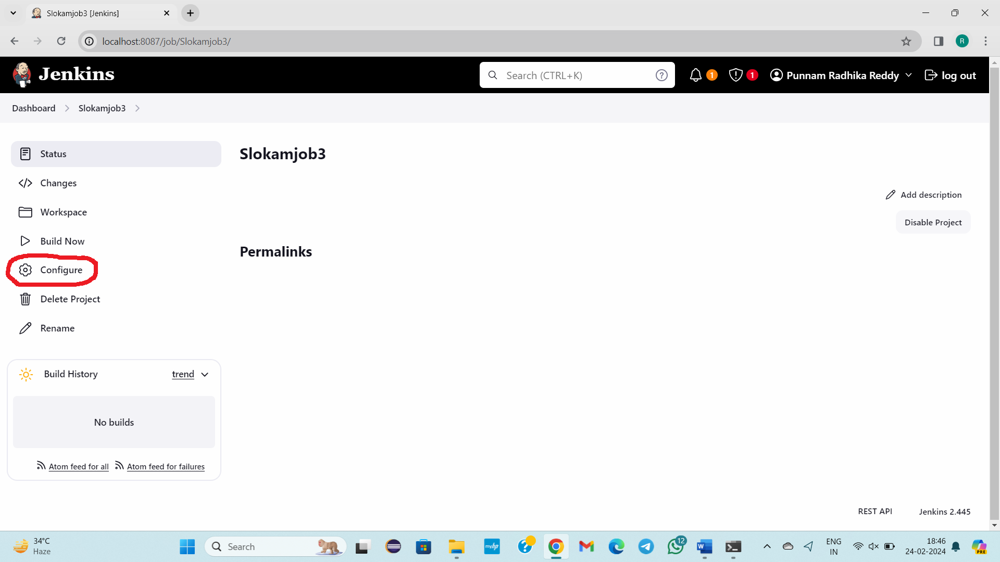 Slokamjob3 [Jenkins]
localhost:8087/job/Slokamjob3/
R
Jenkins
Search (CTRL+K)
?
1
1
Punnam Radhika Reddy
log out
Dashboard
Slokamjob3
Status
Slokamjob3
Changes
Add description
Workspace
Disable Project
Build Now
Permalinks
Configure
Delete Project
Rename
Build History
trend
No builds
Atom feed for all
Atom feed for failures
REST API
Jenkins 2.445
34°C
Haze
Search
myhp
?
12
W
ENG
IN
18:46
24-02-2024
PRE